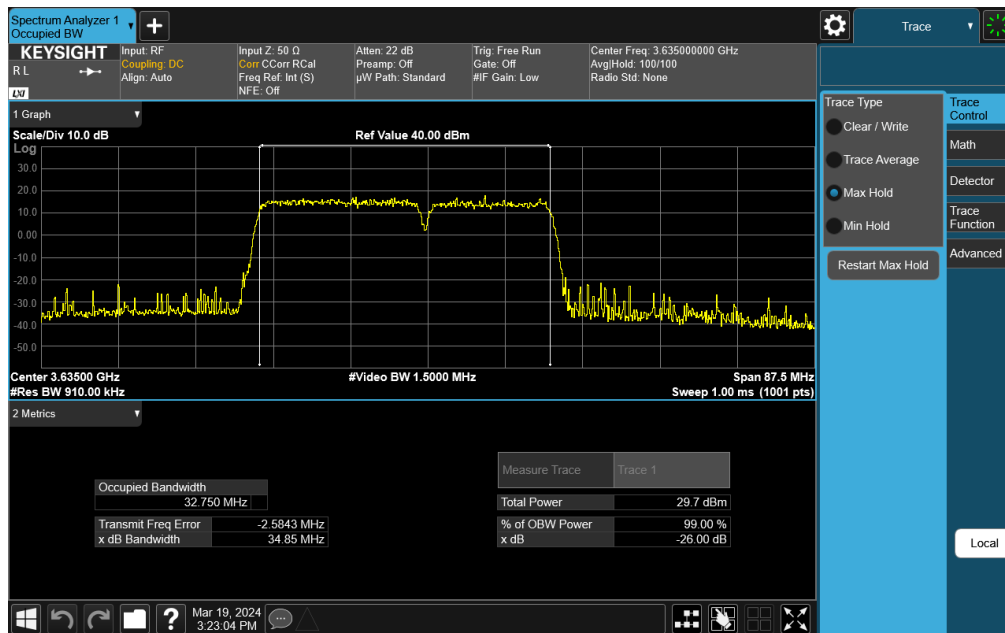 Spectrum Analyzer 1
Occupied BW
Trace
KEYSIGHT
R L
LXI
Input: RF
Coupling: DC
Align: Auto
Input Z: 50 Ω
Corr CCorr RCal
Freq Ref: Int (S)
NFE: Off
Atten: 22 dB
Preamp: Off
µW Path: Standard
Trig: Free Run
Gate: Off
#IF Gain: Low
Center Freq: 3.635000000 GHz
Avg|Hold: 100/100
Radio Std: None
1 Graph
Scale/Div 10.0 dB
Ref Value 40.00 dBm
Log
30.0
20.0
10.0
0.00
-10.0
-20.0
-30.0
-40.0
-50.0
Center 3.63500 GHz
#Video BW 1.5000 MHz
Span 87.5 MHz
#Res BW 910.00 kHz
Sweep 1.00 ms (1001 pts)
2 Metrics
Occupied Bandwidth
32.750 MHz
Transmit Freq Error -2.5843 MHz
x dB Bandwidth 34.85 MHz
Measure Trace Trace 1
Total Power 29.7 dBm
% of OBW Power 99.00 %
x dB -26.00 dB
Trace Type
Clear / Write
Trace Average
Max Hold
Min Hold
Restart Max Hold
Trace
Control
Math
Detector
Trace
Function
Advanced
Local
Mar 19, 2024
3:23:04 PM